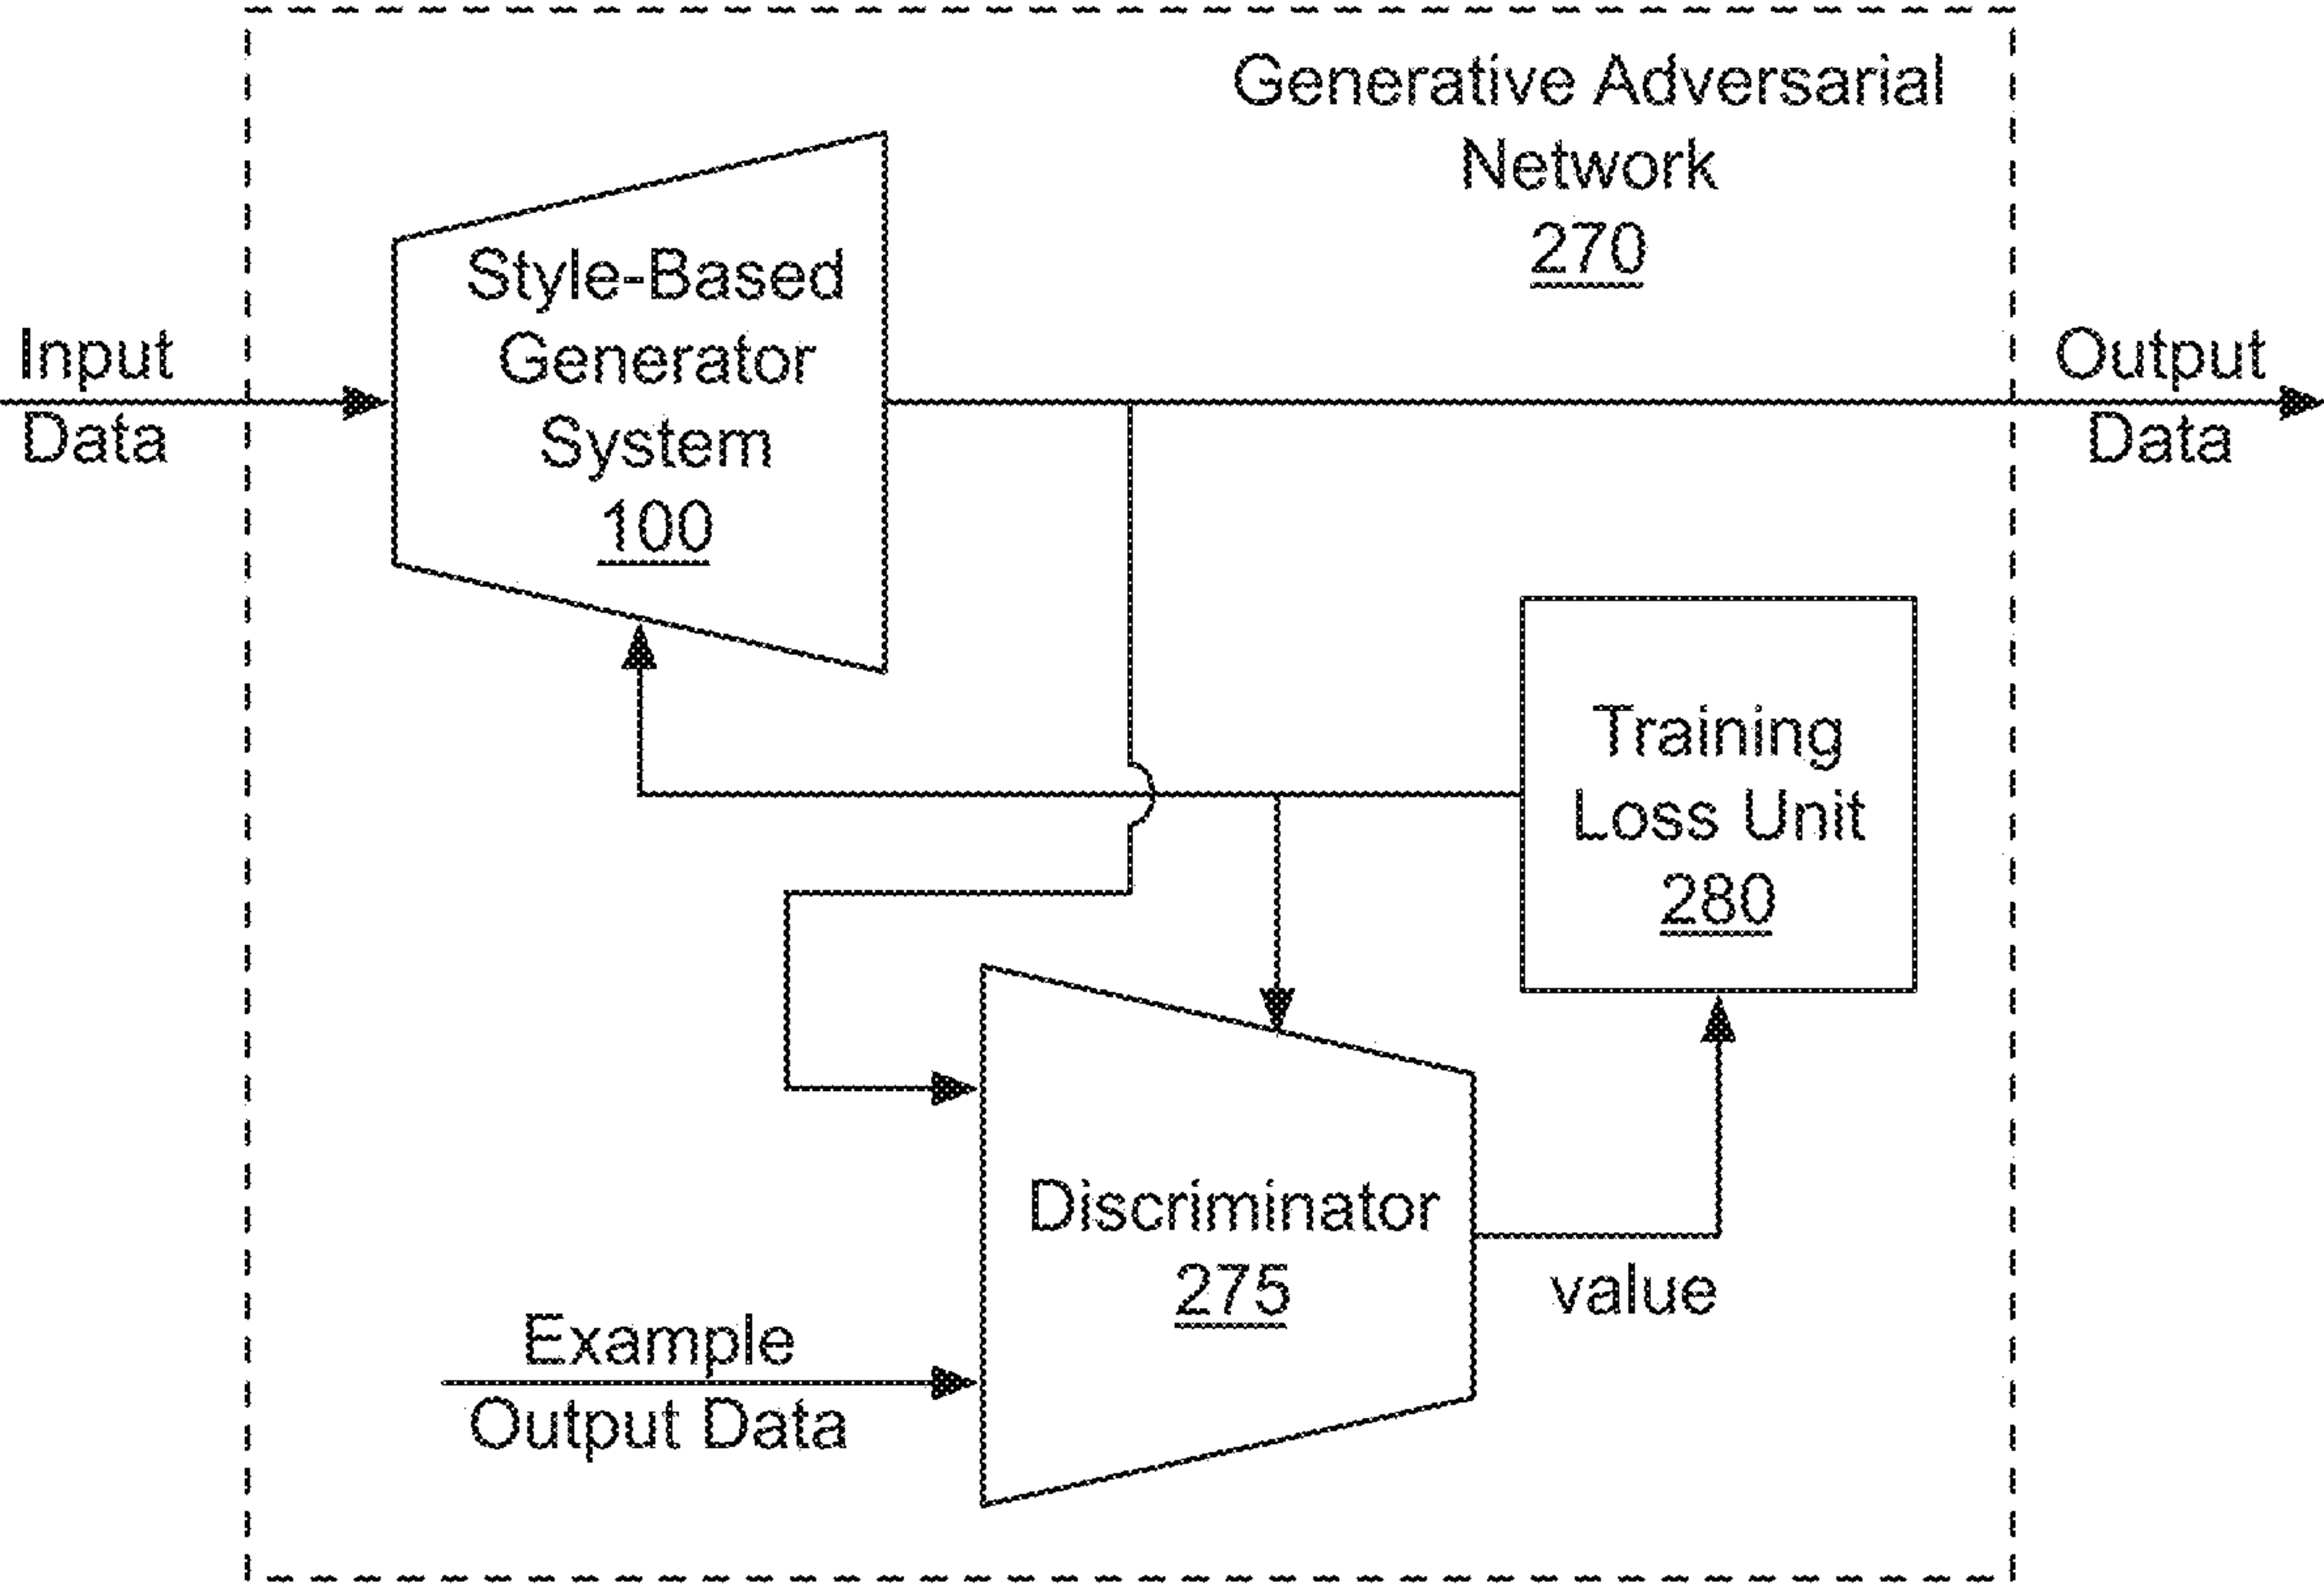 Generative Adversarial
Network
270
Style-Based
Generator
System
100
Input
Data
Output
Data
Training
Loss Unit
280
Discriminator
275
value
Example
Output Data